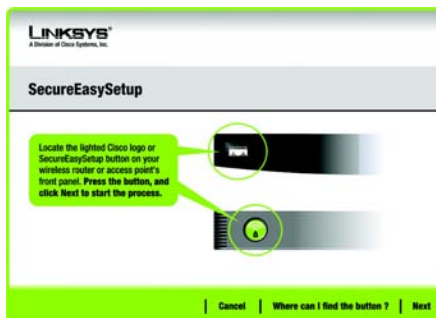 LINKSYS®
A Division of Cisco Systems, Inc.
SecureEasySetup
Locate the lighted Cisco logo or
SecureEasySetup button on your
wireless router or access point's
front panel. Press the button, and
click Next to start the process.
Cancel | Where can I find the button ? | Next